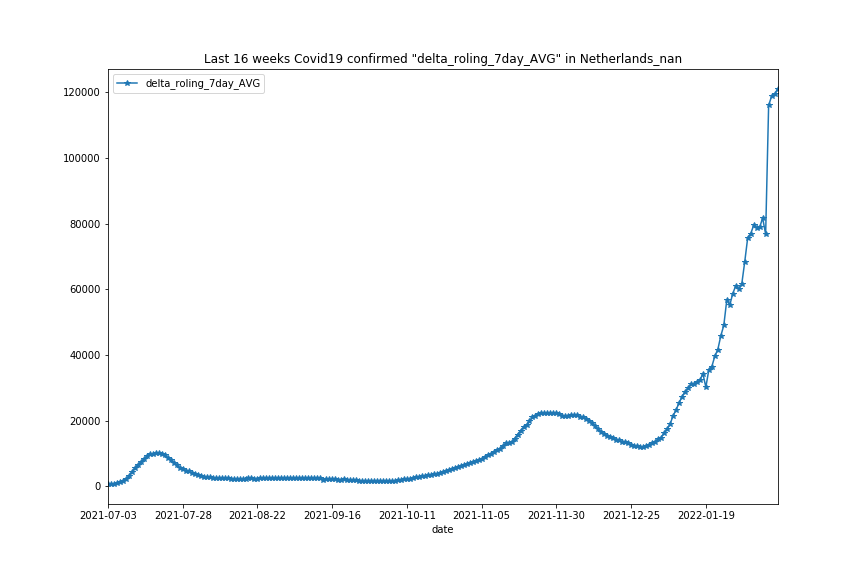 Last 16 weeks Covid19 confirmed "delta_roling_7day_AVG" in Netherlands_nan
delta_roling_7day_AVG
120000
100000
80000
60000
40000
20000
0
2021-07-03 2021-07-28 2021-08-22 2021-09-16 2021-10-11 2021-11-05 2021-11-30 2021-12-25 2022-01-19
date